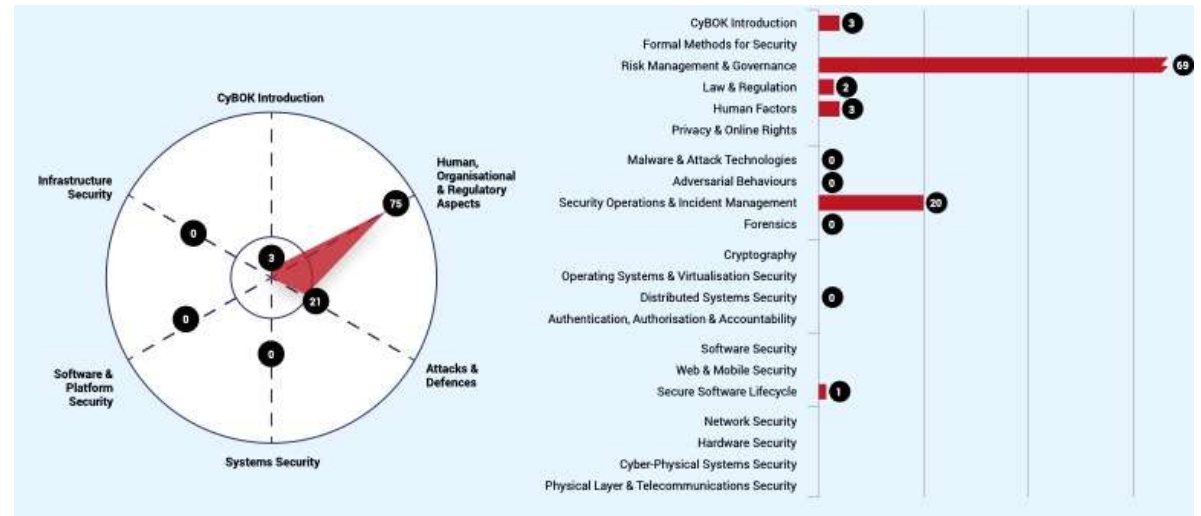 CyBOK Introduction
Human,
Organisational
& Regulatory
Aspects
Infrastructure
Security
75
0
3
21
0
0
Software &
Platform
Security
Attacks &
Defences
Systems Security
CyBOK Introduction 3
Formal Methods for Security
Risk Management & Governance 69
Law & Regulation 2
Human Factors 3
Privacy & Online Rights
Malware & Attack Technologies 0
Adversarial Behaviours 0
Security Operations & Incident Management 20
Forensics 0
Cryptography
Operating Systems & Virtualisation Security
Distributed Systems Security 0
Authentication, Authorisation & Accountability
Software Security
Web & Mobile Security
Secure Software Lifecycle 1
Network Security
Hardware Security
Cyber-Physical Systems Security
Physical Layer & Telecommunications Security